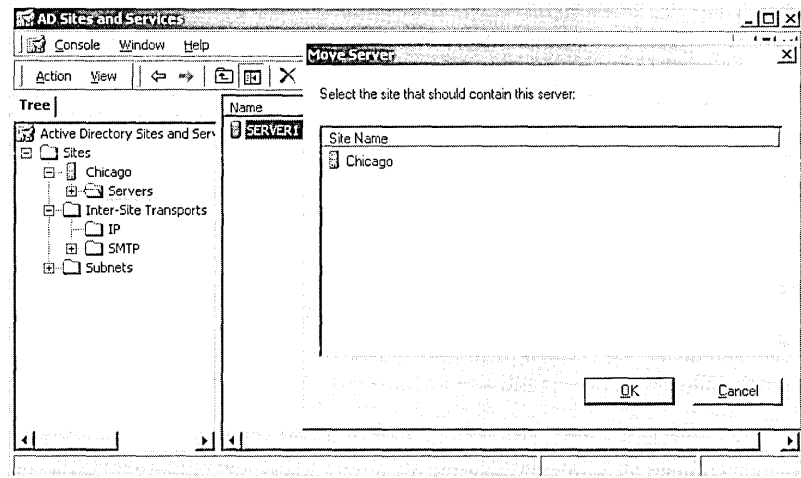 AD Sites and Services
Console Window Help
Action View
Tree
Active Directory Sites and Serv
Sites
Chicago
Servers
Inter-Site Transports
IP
SMTP
Subnets
Name
SERVER1
Move Server
Select the site that should contain this server:
Site Name
Chicago
OK
Cancel